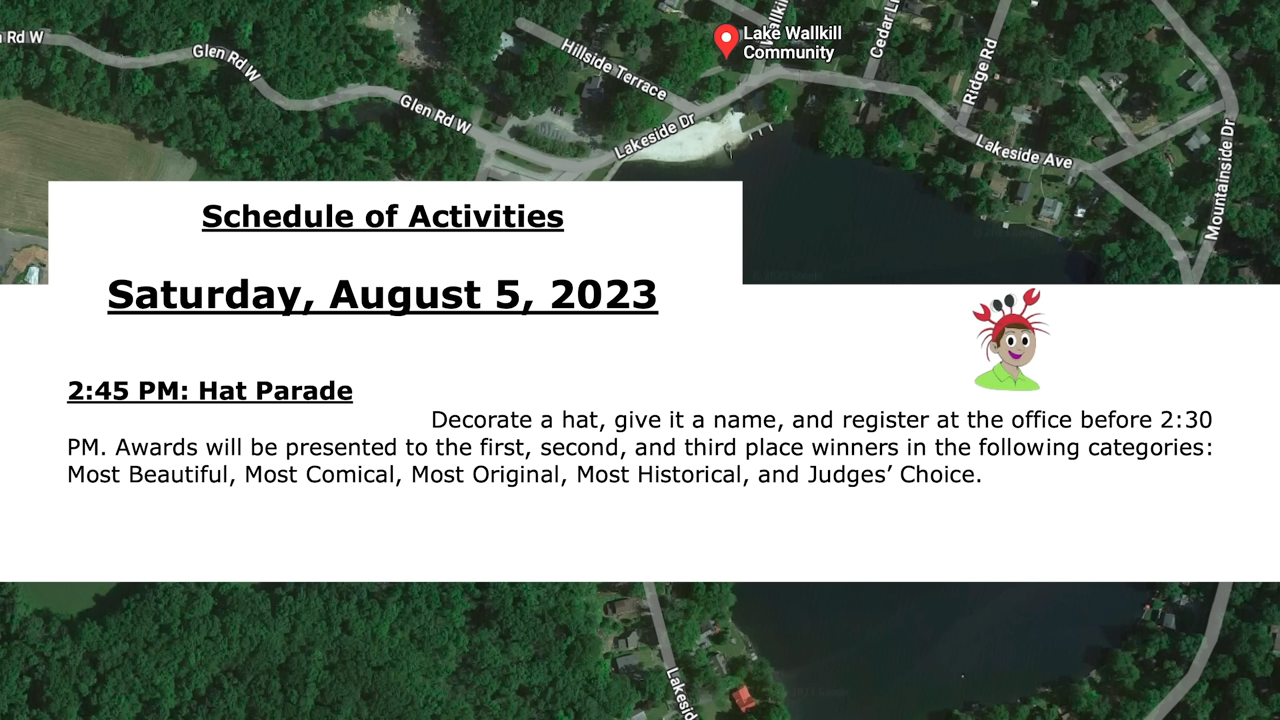 Rd W
Glen Rd W
Glen Rd W
Hillside Terrace
Lakeside Dr
Lake Wallkill
Community
Ridge Rd
Lakeside Ave
Mountainside Dr
Schedule of Activities
Saturday, August 5, 2023
2:45 PM: Hat Parade
Decorate a hat, give it a name, and register at the office before 2:30
PM. Awards will be presented to the first, second, and third place winners in the following categories:
Most Beautiful, Most Comical, Most Original, Most Historical, and Judges’ Choice.